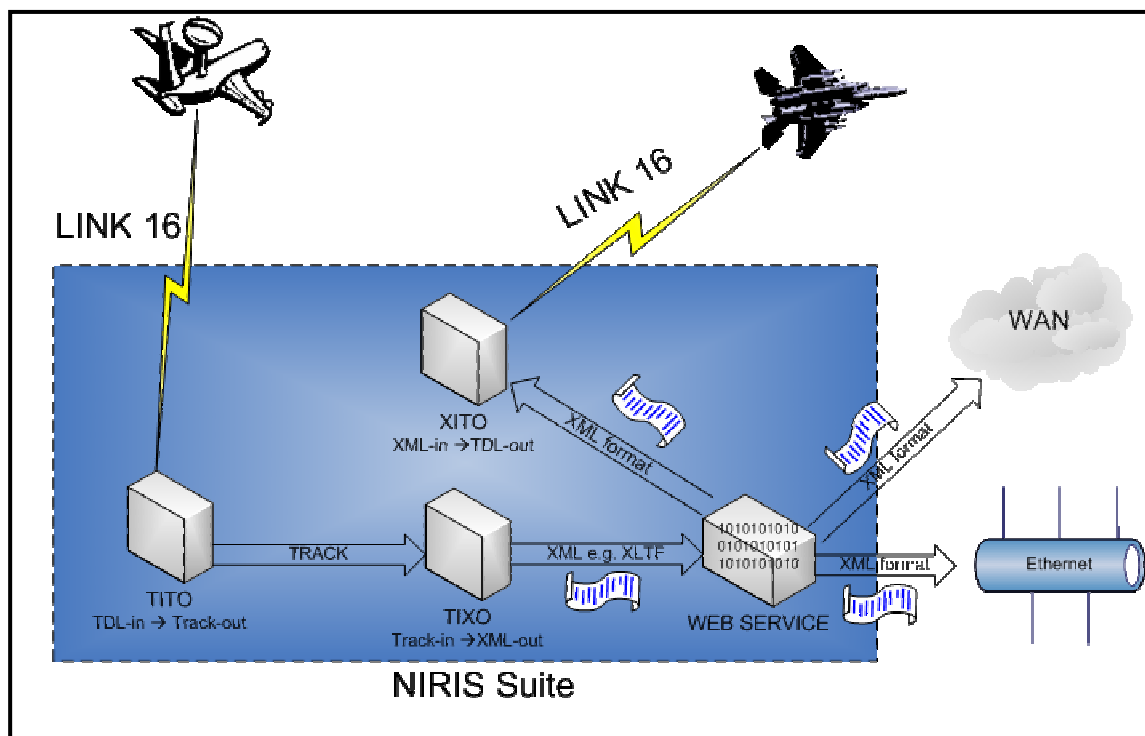 LINK 16
LINK 16
WAN
XITO
XML-in →TDL-out
XML format
XML format
1010101010
0101010101
1010101010
TRACK
XML e.g. XLTF
XML format
Ethernet
TITO
TDL-in → Track-out
TIXO
Track-in →XML-out
WEB SERVICE
NIRIS Suite